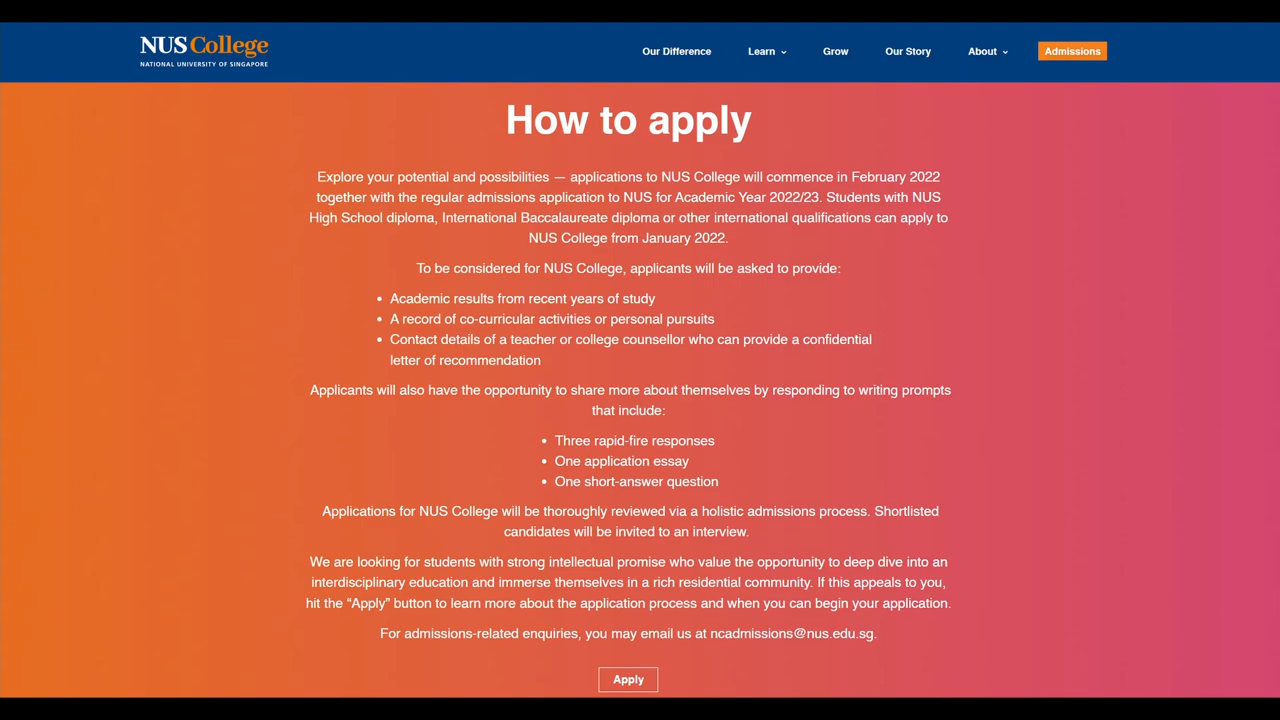 NUS College
NATIONAL UNIVERSITY OF SINGAPORE
Our Difference
Learn
Grow
Our Story
About
Admissions
How to apply
Explore your potential and possibilities — applications to NUS College will commence in February 2022
together with the regular admissions application to NUS for Academic Year 2022/23. Students with NUS
High School diploma, International Baccalaureate diploma or other international qualifications can apply to
NUS College from January 2022.
To be considered for NUS College, applicants will be asked to provide:
• Academic results from recent years of study
• A record of co-curricular activities or personal pursuits
• Contact details of a teacher or college counsellor who can provide a confidential
letter of recommendation
Applicants will also have the opportunity to share more about themselves by responding to writing prompts
that include:
• Three rapid-fire responses
• One application essay
• One short-answer question
Applications for NUS College will be thoroughly reviewed via a holistic admissions process. Shortlisted
candidates will be invited to an interview.
We are looking for students with strong intellectual promise who value the opportunity to deep dive into an
interdisciplinary education and immerse themselves in a rich residential community. If this appeals to you,
hit the “Apply” button to learn more about the application process and when you can begin your application.
For admissions-related enquiries, you may email us at ncadmissions@nus.edu.sg.
Apply